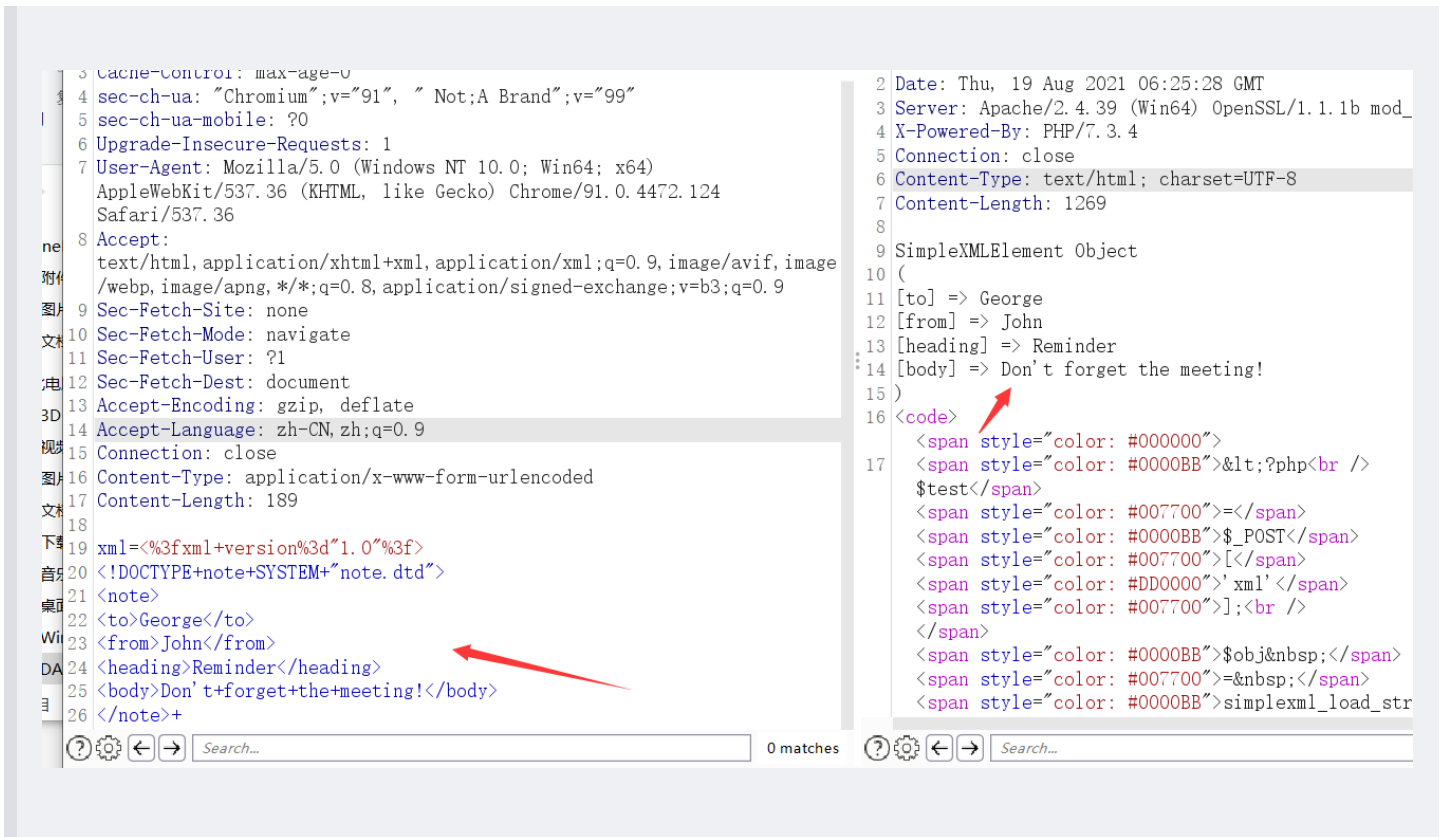 3 Cache-Control: max-age=0
4 sec-ch-ua: "Chromium";v="91", " Not;A Brand";v="99"
5 sec-ch-ua-mobile: ?0
6 Upgrade-Insecure-Requests: 1
7 User-Agent: Mozilla/5.0 (Windows NT 10.0; Win64; x64)
AppleWebKit/537.36 (KHTML, like Gecko) Chrome/91.0.4472.124
Safari/537.36
8 Accept:
text/html,application/xhtml+xml,application/xml;q=0.9,image/avif,image
/webp,image/apng,*/*;q=0.8,application/signed-exchange;v=b3;q=0.9
9 Sec-Fetch-Site: none
10 Sec-Fetch-Mode: navigate
11 Sec-Fetch-User: ?1
12 Sec-Fetch-Dest: document
13 Accept-Encoding: gzip, deflate
14 Accept-Language: zh-CN,zh;q=0.9
15 Connection: close
16 Content-Type: application/x-www-form-urlencoded
17 Content-Length: 189
18
19 xml=<%3fxml+version%3d"1.0"%3f>
20 <!DOCTYPE+note+SYSTEM+"note.dtd">
21 <note>
22 <to>George</to>
23 <from>John</from>
24 <heading>Reminder</heading>
25 <body>Don't+forget+the+meeting!</body>
26 </note>+
Search...
0 matches
2 Date: Thu, 19 Aug 2021 06:25:28 GMT
3 Server: Apache/2.4.39 (Win64) OpenSSL/1.1.1b mod_
4 X-Powered-By: PHP/7.3.4
5 Connection: close
6 Content-Type: text/html; charset=UTF-8
7 Content-Length: 1269
8
9 SimpleXMLElement Object
10 (
11 [to] => George
12 [from] => John
13 [heading] => Reminder
14 [body] => Don't forget the meeting!
15 )
16 <code>
<span style="color: #000000">
17 <span style="color: #0000BB">&lt;?php<br />
$test</span>
<span style="color: #007700">=</span>
<span style="color: #0000BB">$_POST</span>
<span style="color: #007700">[</span>
<span style="color: #DD0000">'xml'</span>
<span style="color: #007700">];<br />
</span>
<span style="color: #0000BB">$obj&nbsp;</span>
<span style="color: #007700">=&nbsp;</span>
<span style="color: #0000BB">simplexml_load_str
Search...